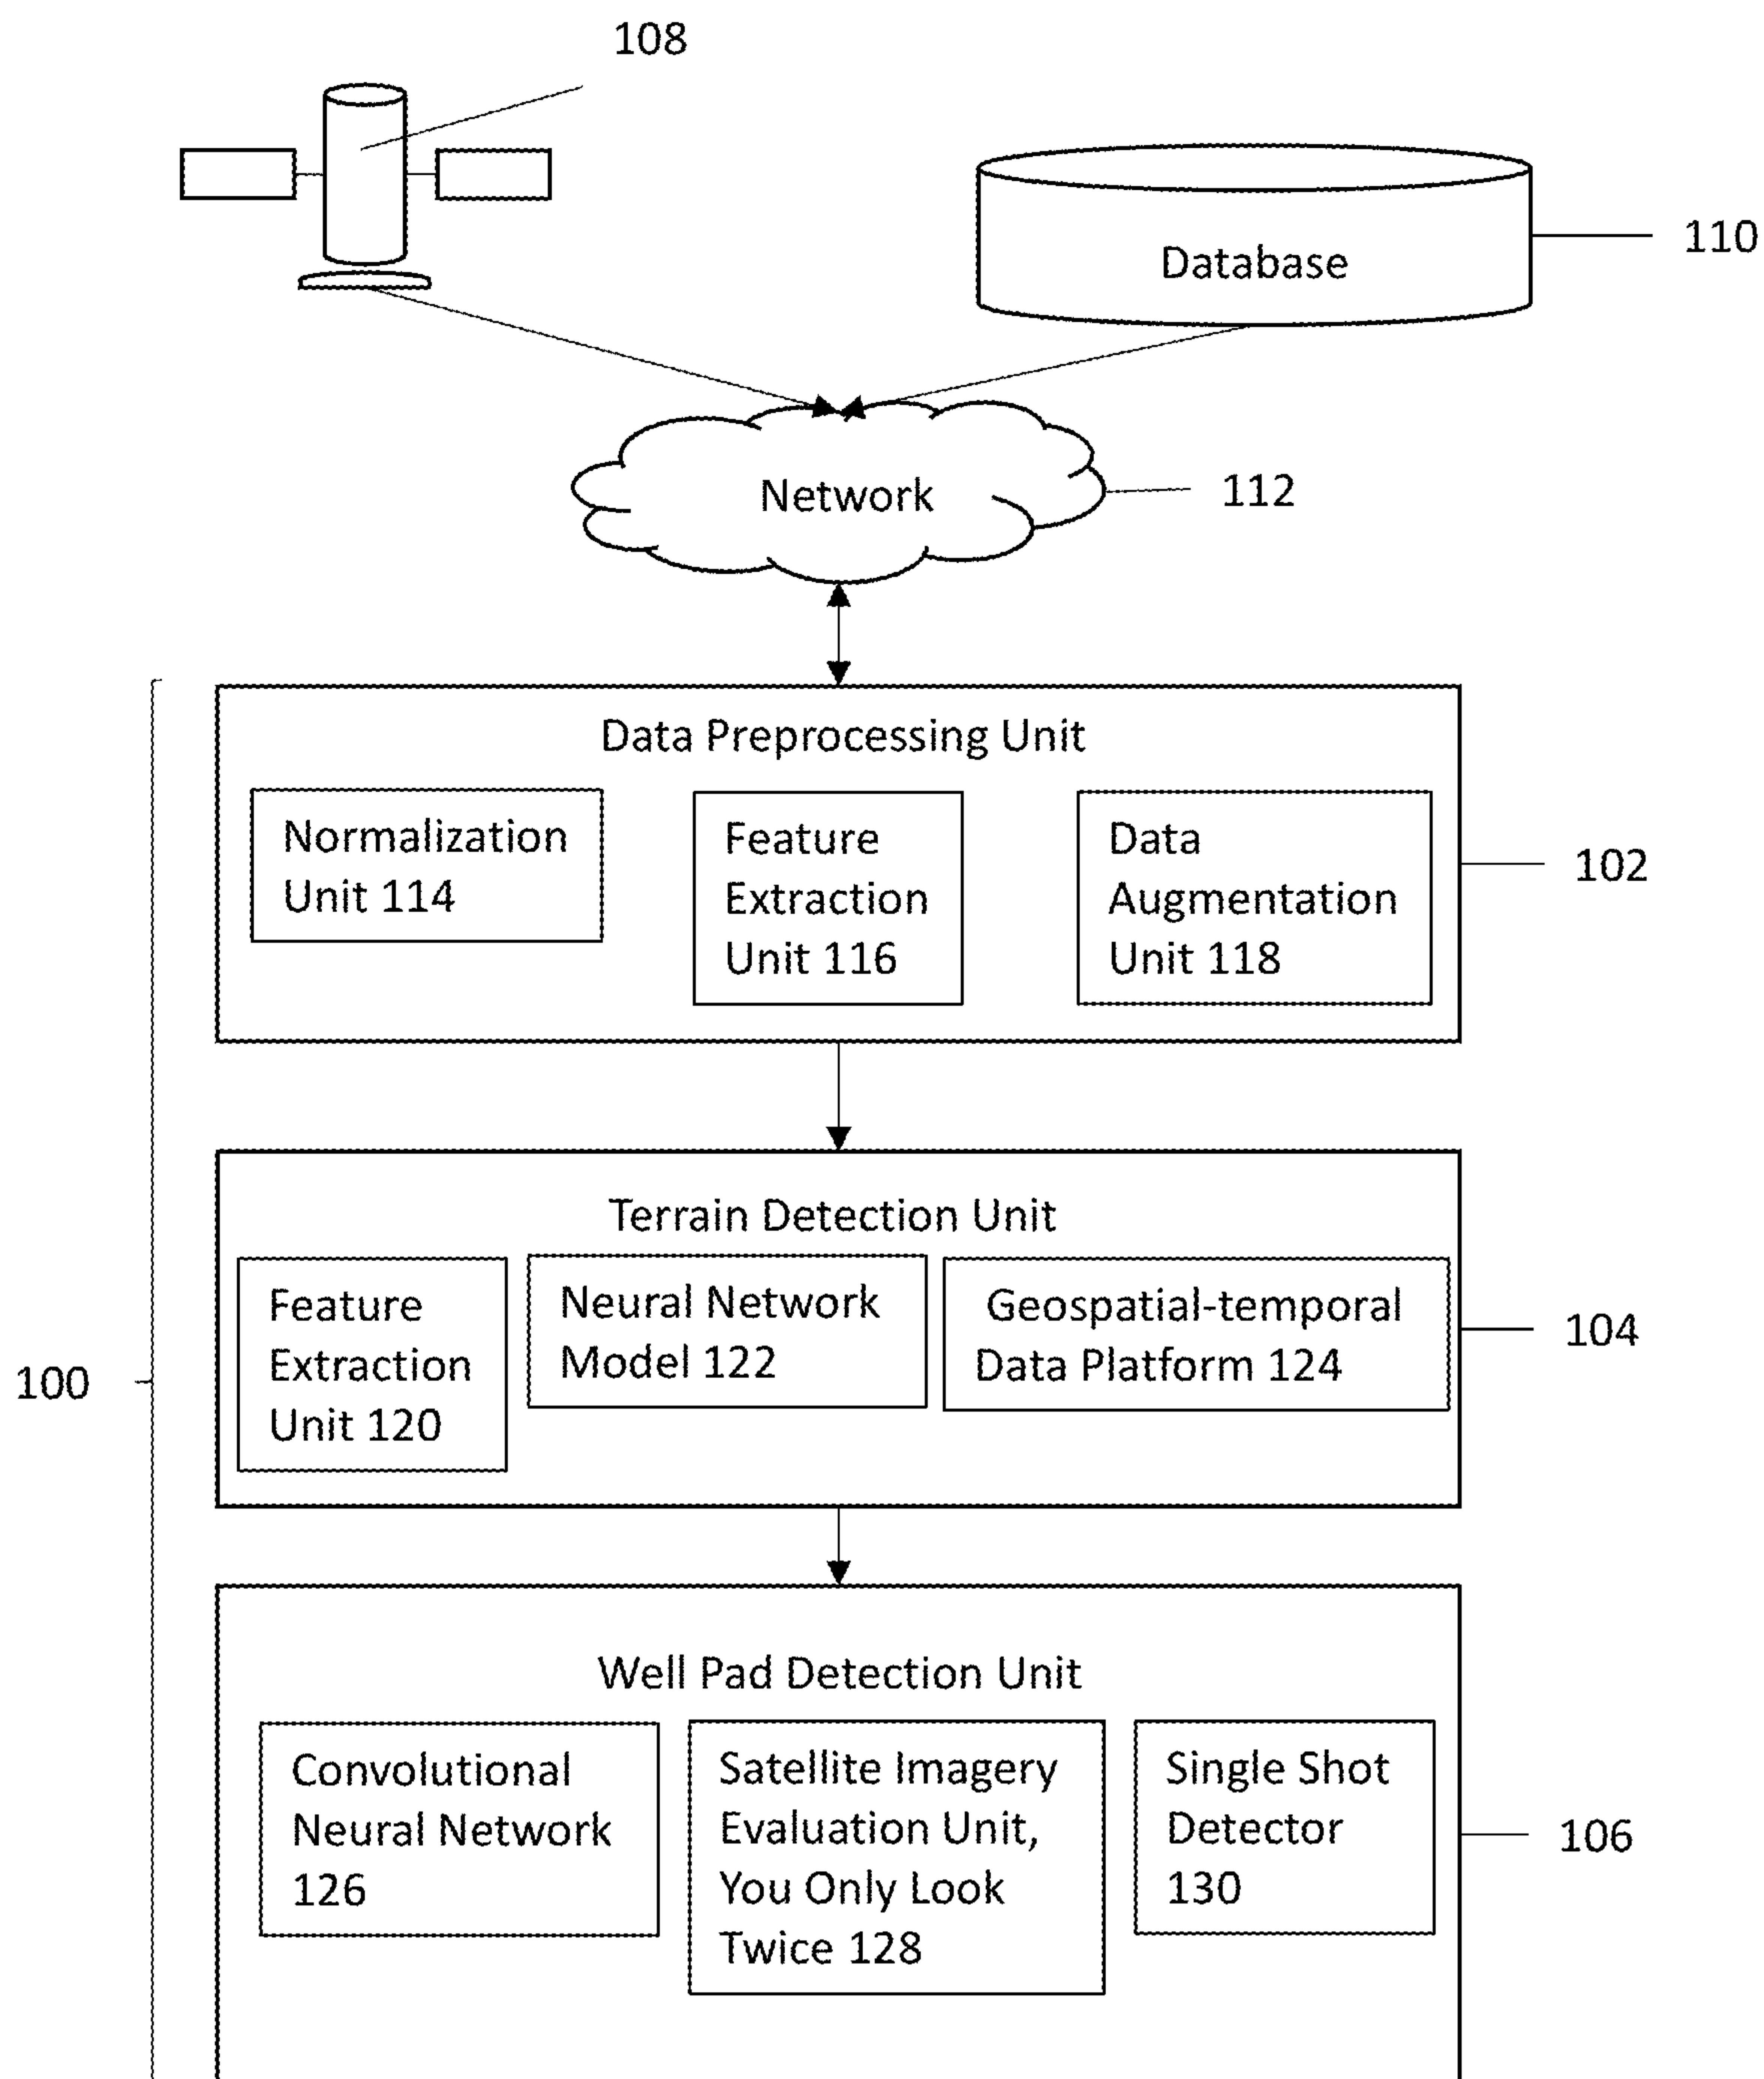 108
Database
110
Network
112
Data Preprocessing Unit
Normalization
Unit 114
Feature
Extraction
Unit 116
Data
Augmentation
Unit 118
102
Terrain Detection Unit
Feature
Extraction
Unit 120
Neural Network
Model 122
Geospatial-temporal
Data Platform 124
104
100
Well Pad Detection Unit
Convolutional
Neural Network
126
Satellite Imagery
Evaluation Unit,
You Only Look
Twice 128
Single Shot
Detector
130
106